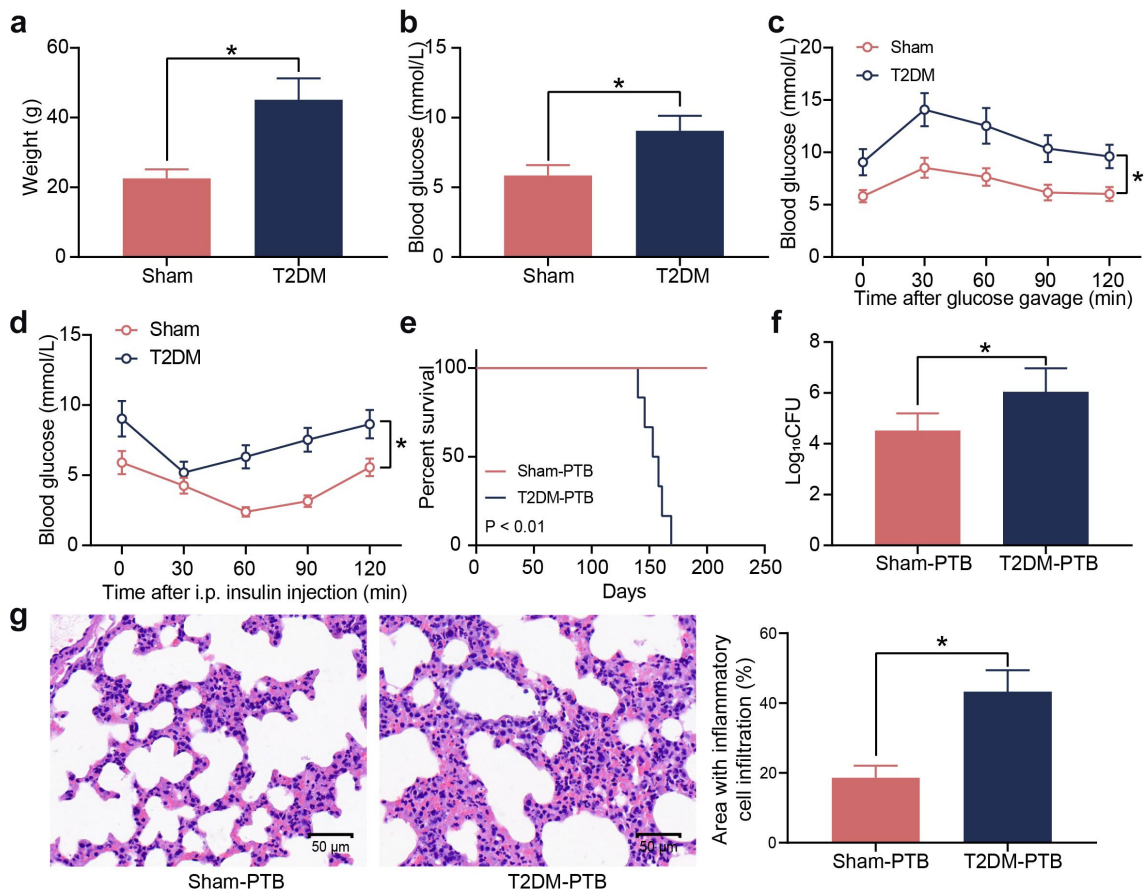 a
60
40
20
0
Weight (g)
*
Sham
T2DM
b
15
10
5
0
Blood glucose (mmol/L)
*
Sham
T2DM
c
20
15
10
5
0
Blood glucose (mmol/L)
Sham
T2DM
*
0 30 60 90 120
Time after glucose gavage (min)
d
15
10
5
0
Blood glucose (mmol/L)
Sham
T2DM
*
0 30 60 90 120
Time after i.p. insulin injection (min)
e
100
50
0
Percent survival
Sham-PTB
T2DM-PTB
P < 0.01
0 50 100 150 200 250
Days
f
8
6
4
2
0
Log₁₀CFU
*
Sham-PTB
T2DM-PTB
g
50 µm
Sham-PTB
50 µm
T2DM-PTB
60
40
20
0
Area with inflammatory
cell infiltration (%)
*
Sham-PTB
T2DM-PTB